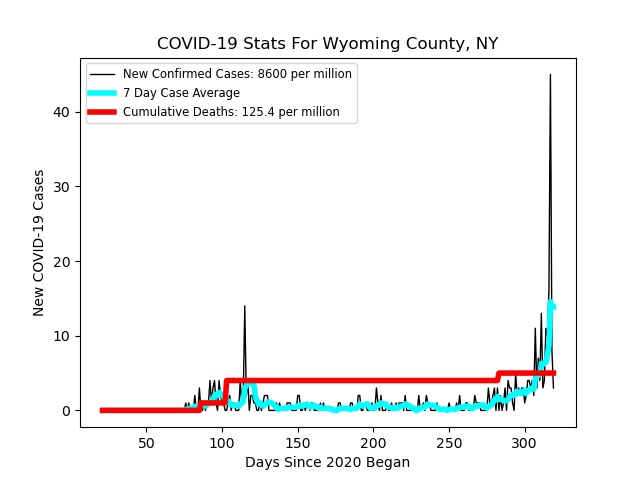 COVID-19 Stats For Wyoming County, NY
New Confirmed Cases: 8600 per million
7 Day Case Average
Cumulative Deaths: 125.4 per million
New COVID-19 Cases
40
30
20
10
0
50 100 150 200 250 300
Days Since 2020 Began